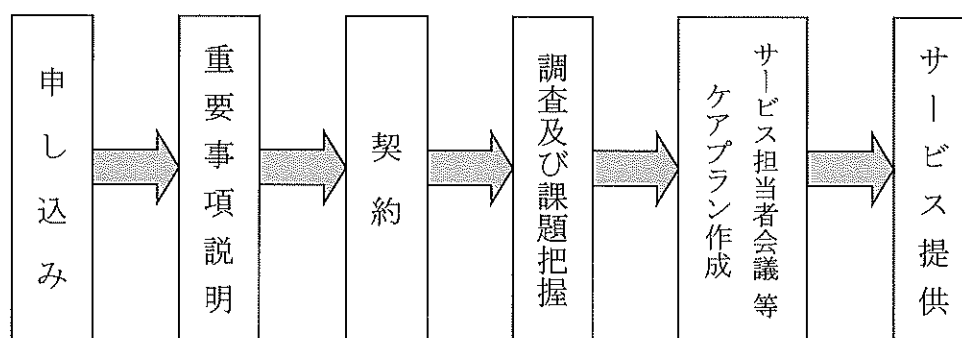 申し込み
重要事項説明
契約
調査及び課題把握
サービス担当者会議等
ケアプラン作成
サービス提供